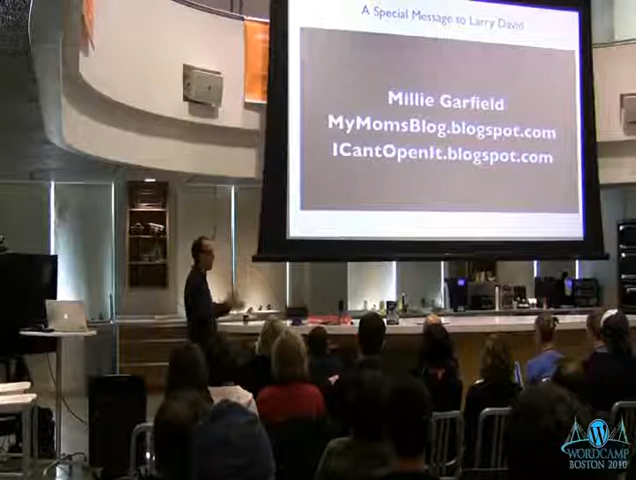 A Special Message to Larry David
Millie Garfield
MyMomsBlog.blogspot.com
ICantOpenIt.blogspot.com
WORDCAMP
BOSTON 2010